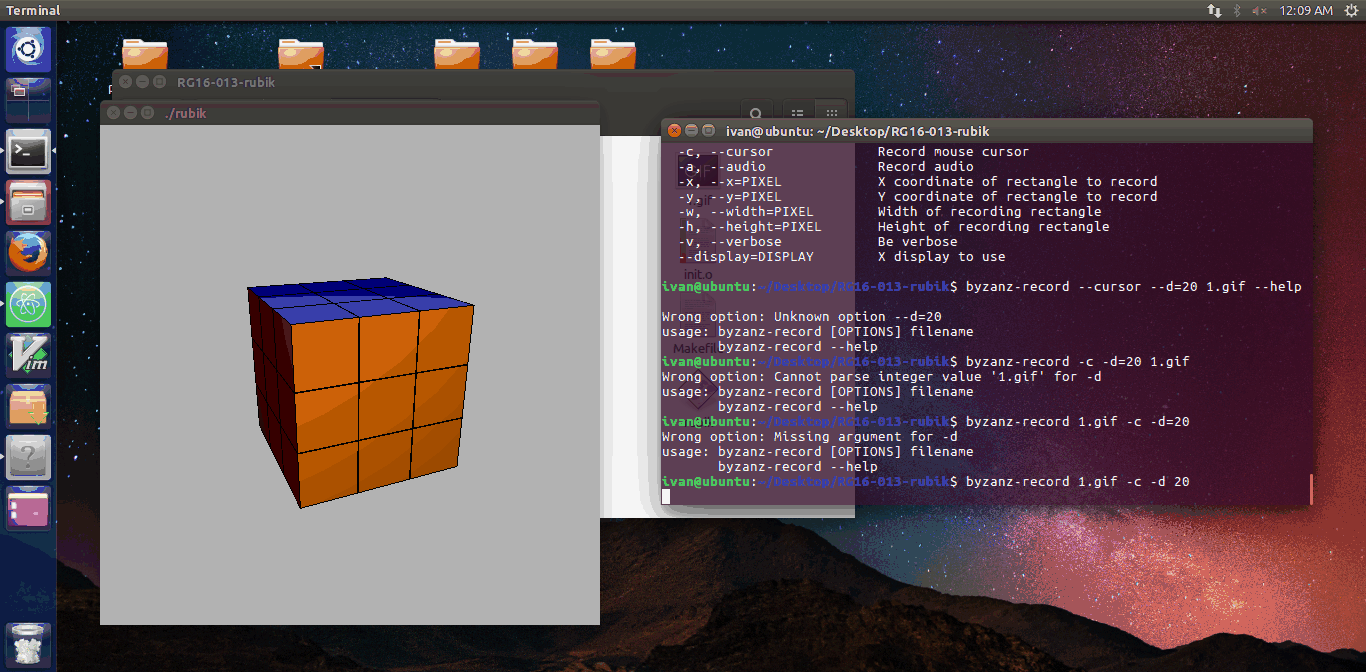 Terminal
12:09 AM
RG16-013-rubik
./rubik
ivan@ubuntu: ~/Desktop/RG16-013-rubik
-c, --cursor Record mouse cursor
-a, --audio Record audio
-x, --x=PIXEL X coordinate of rectangle to record
-y, --y=PIXEL Y coordinate of rectangle to record
-w, --width=PIXEL Width of recording rectangle
-h, --height=PIXEL Height of recording rectangle
-v, --verbose Be verbose
--display=DISPLAY X display to use
init.o
ivan@ubuntu:~/Desktop/RG16-013-rubik$ byzanz-record --cursor --d=20 1.gif --help
Wrong option: Unknown option --d=20
usage: byzanz-record [OPTIONS] filename
byzanz-record --help
ivan@ubuntu:~/Desktop/RG16-013-rubik$ byzanz-record -c -d=20 1.gif
Wrong option: Cannot parse integer value '1.gif' for -d
usage: byzanz-record [OPTIONS] filename
byzanz-record --help
ivan@ubuntu:~/Desktop/RG16-013-rubik$ byzanz-record 1.gif -c -d=20
Wrong option: Missing argument for -d
usage: byzanz-record [OPTIONS] filename
byzanz-record --help
ivan@ubuntu:~/Desktop/RG16-013-rubik$ byzanz-record 1.gif -c -d 20
Vim